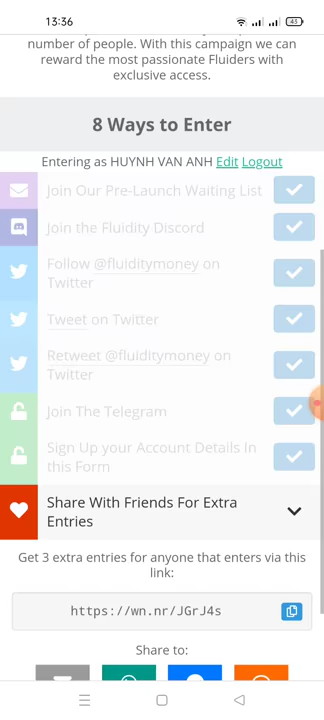 13:36
45
number of people. With this campaign we can
reward the most passionate Fluiders with
exclusive access.
8 Ways to Enter
Entering as HUYNH VAN ANH Edit Logout
Join Our Pre-Launch Waiting List
Join the Fluidity Discord
Follow @fluiditymoney on
Twitter
Tweet on Twitter
Retweet @fluiditymoney on
Twitter
Join The Telegram
Sign Up your Account Details In
this Form
Share With Friends For Extra
Entries
Get 3 extra entries for anyone that enters via this
link:
https://wn.nr/JGrJ4s
Share to: